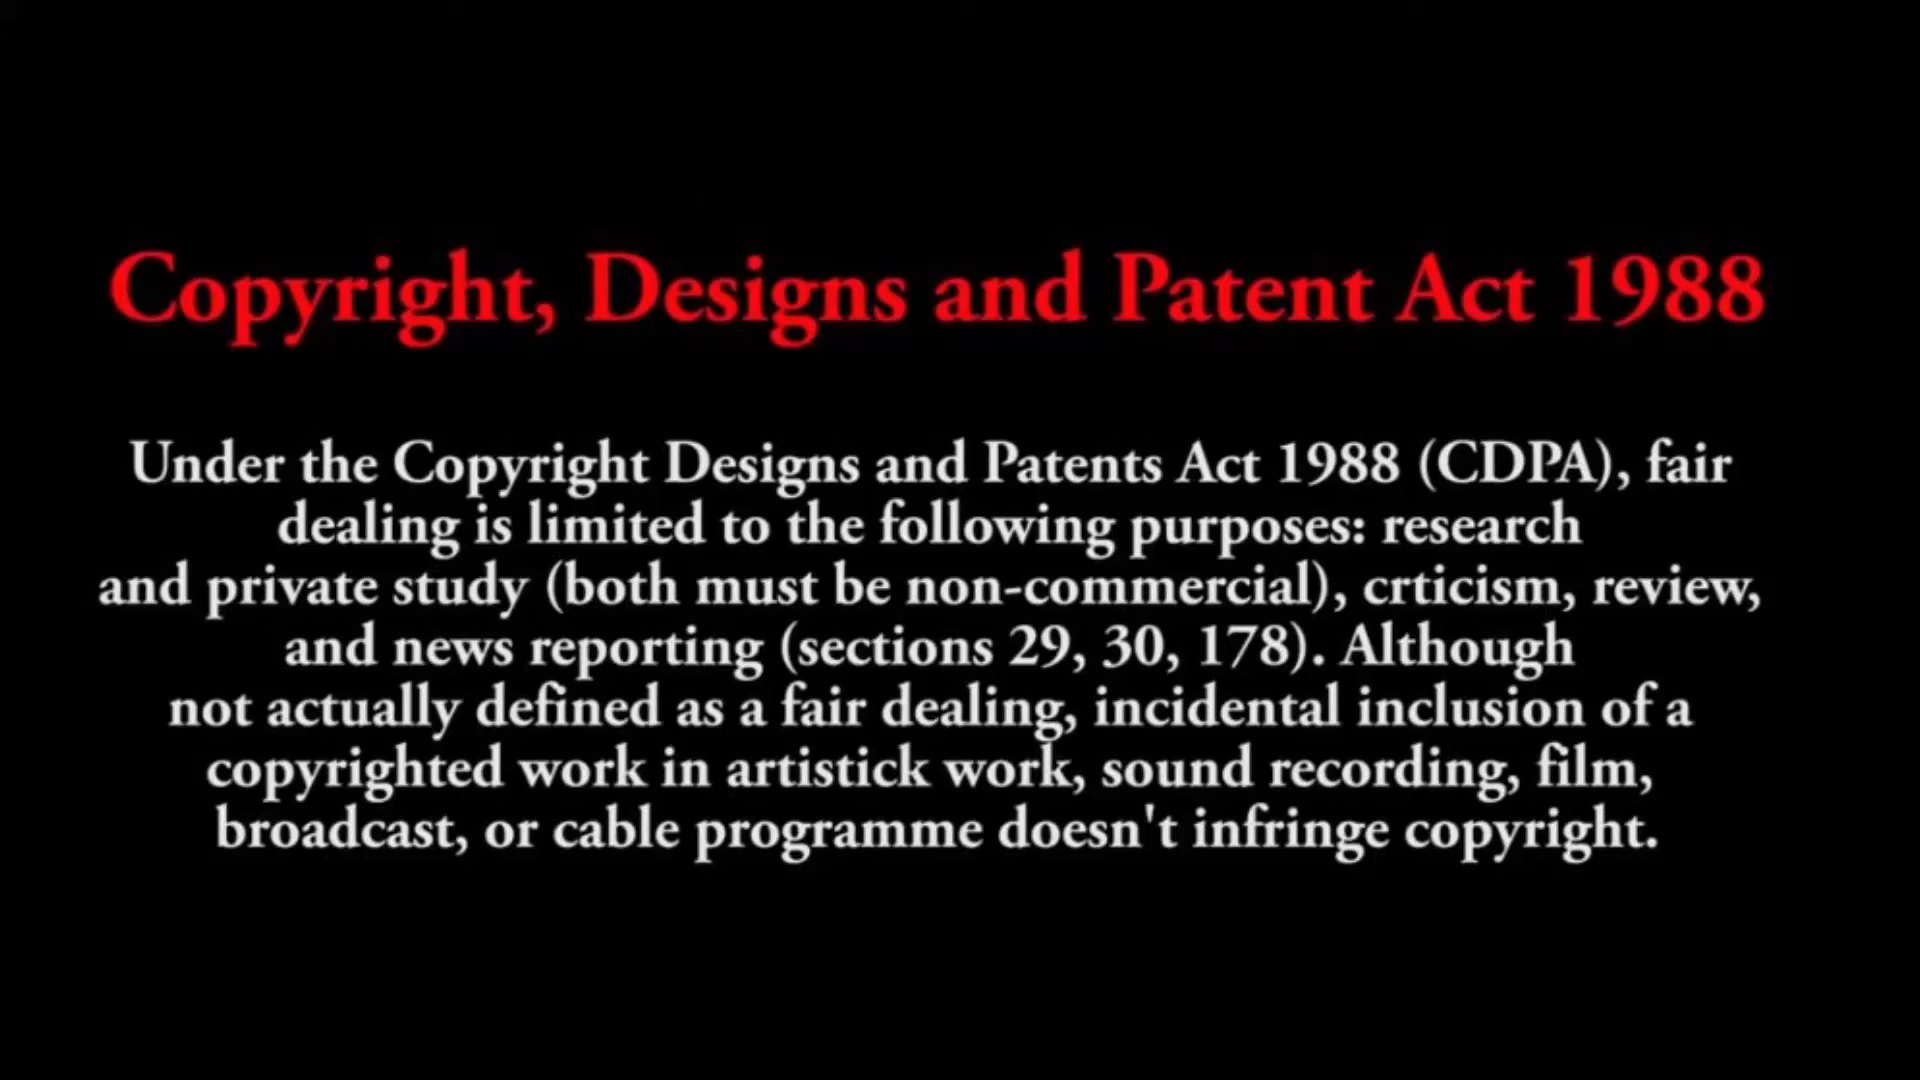 Copyright, Designs and Patent Act 1988
Under the Copyright Designs and Patents Act 1988 (CDPA), fair
dealing is limited to the following purposes: research
and private study (both must be non-commercial), crticism, review,
and news reporting (sections 29, 30, 178). Although
not actually defined as a fair dealing, incidental inclusion of a
copyrighted work in artistick work, sound recording, film,
broadcast, or cable programme doesn't infringe copyright.